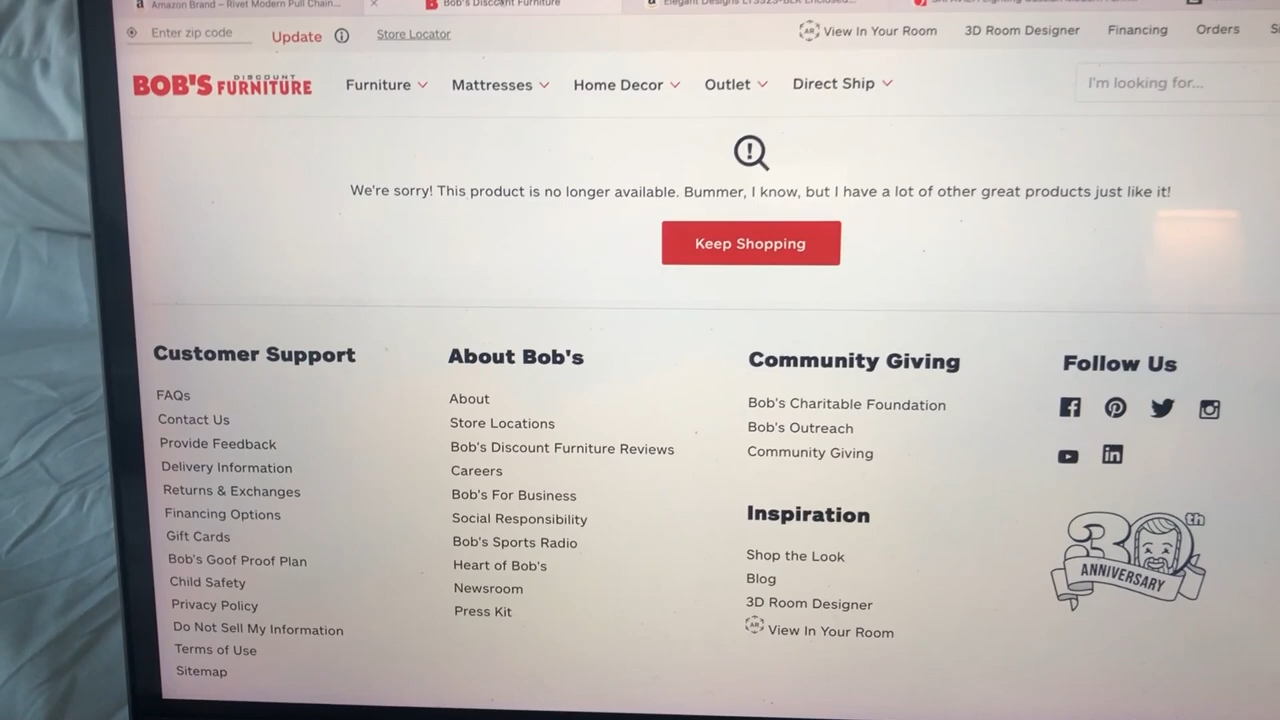 Amazon Brand – Rivet Modern Pull Chain...
Bob's Discount Furniture
Enter zip code
Update
Store Locator
AR View In Your Room
3D Room Designer
Financing
Orders
BOB'S DISCOUNT FURNITURE
Furniture
Mattresses
Home Decor
Outlet
Direct Ship
I'm looking for...
We're sorry! This product is no longer available. Bummer, I know, but I have a lot of other great products just like it!
Keep Shopping
Customer Support
FAQs
Contact Us
Provide Feedback
Delivery Information
Returns & Exchanges
Financing Options
Gift Cards
Bob's Goof Proof Plan
Child Safety
Privacy Policy
Do Not Sell My Information
Terms of Use
Sitemap
About Bob's
About
Store Locations
Bob's Discount Furniture Reviews
Careers
Bob's For Business
Social Responsibility
Bob's Sports Radio
Heart of Bob's
Newsroom
Press Kit
Community Giving
Bob's Charitable Foundation
Bob's Outreach
Community Giving
Inspiration
Shop the Look
Blog
3D Room Designer
AR View In Your Room
Follow Us
30th
ANNIVERSARY